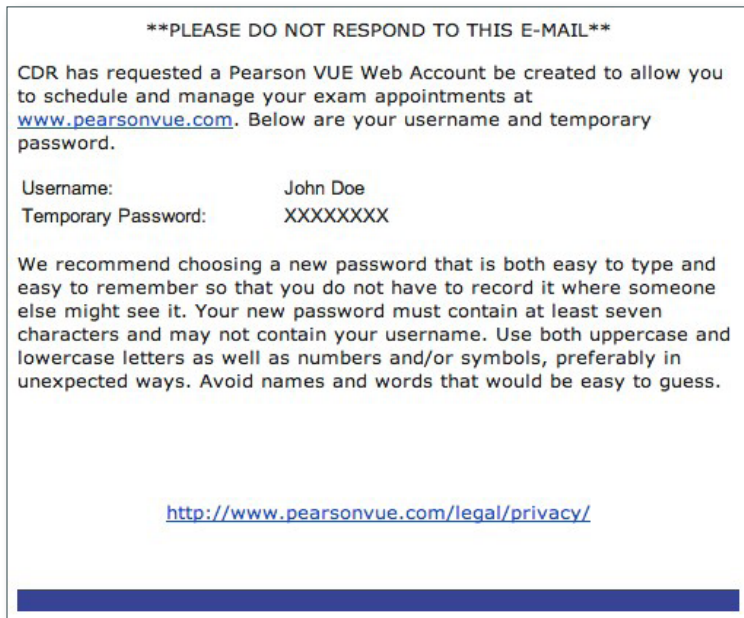 **PLEASE DO NOT RESPOND TO THIS E-MAIL**
CDR has requested a Pearson VUE Web Account be created to allow you
to schedule and manage your exam appointments at
www.pearsonvue.com. Below are your username and temporary
password.
Username: John Doe
Temporary Password: XXXXXXXX
We recommend choosing a new password that is both easy to type and
easy to remember so that you do not have to record it where someone
else might see it. Your new password must contain at least seven
characters and may not contain your username. Use both uppercase and
lowercase letters as well as numbers and/or symbols, preferably in
unexpected ways. Avoid names and words that would be easy to guess.
http://www.pearsonvue.com/legal/privacy/